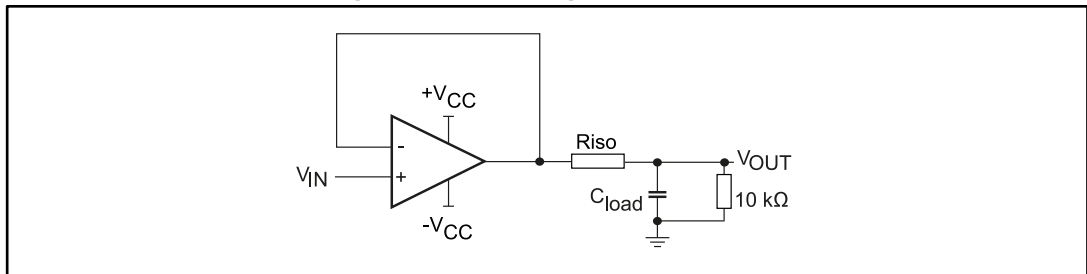 +VCC
-
VIN
+
-VCC
Riso
VOUT
Cload
10 kΩ